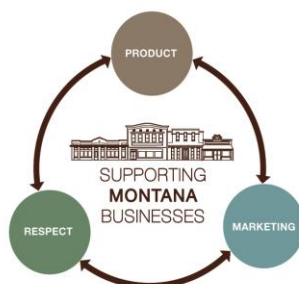 PRODUCT
SUPPORTING
MONTANA
BUSINESSES
RESPECT
MARKETING